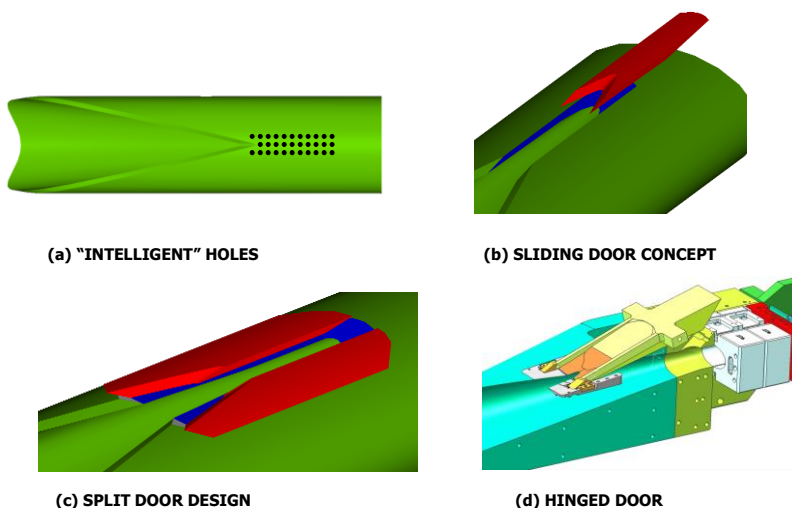 (a) “INTELLIGENT” HOLES
(b) SLIDING DOOR CONCEPT
(c) SPLIT DOOR DESIGN
(d) HINGED DOOR